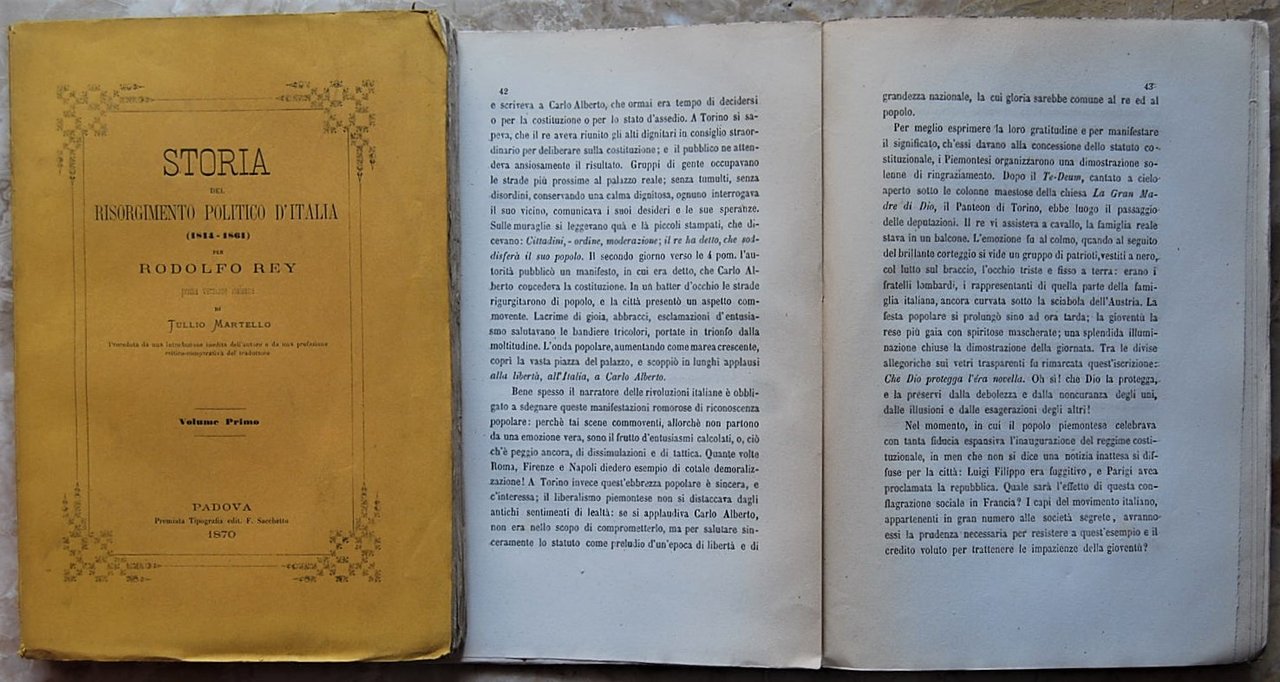 STORIA
DEL
RISORGIMENTO POLITICO D'ITALIA
(1814-1861)
PER
RODOLFO REY
prima versione italiana
DI
TULLIO MARTELLO
Preceduta da una introduzione inedita dell'autore e da una prefazione
critico-comparativa del traduttore
Volume Primo
PADOVA
Premiata Tipografia edit. F. Sacchetto
1870
42
e scriveva a Carlo Alberto, che ormai era tempo di decidersi
o per la costituzione o per lo stato d'assedio. A Torino si sa-
peva, che il re aveva riunito gli alti dignitari in consiglio straor-
dinario per deliberare sulla costituzione; e il pubblico ne atten-
deva ansiosamente il risultato. Gruppi di gente occupavano
le strade più prossime al palazzo reale; senza tumulti, senza
disordini, conservando una calma dignitosa, ognuno interrogava
il suo vicino, comunicava i suoi desideri e le sue speranze.
Sulle muraglie si leggevano quà e là piccoli stampati, che di-
cevano: Cittadini, - ordine, moderazione; il re ha detto, che sod-
disferà il suo popolo. Il secondo giorno verso le 4 pom. l'au-
torità pubblicò un manifesto, in cui era detto, che Carlo Al-
berto concedeva la costituzione. In un batter d'occhio le strade
rigurgitarono di popolo, e la città presentò un aspetto com-
movente. Lacrime di gioia, abbracci, esclamazioni d'entusia-
smo salutavano le bandiere tricolori, portate in trionfo dalla
moltitudine. L'onda popolare, aumentando come marea crescente,
coprì la vasta piazza del palazzo, e scoppiò in lunghi applausi
alla libertà, all'Italia, a Carlo Alberto.
Bene spesso il narratore delle rivoluzioni italiane è obbli-
gato a sdegnare queste manifestazioni romorose di riconoscenza
popolare: perchè tai scene commoventi, allorchè non partono
da una emozione vera, sono il frutto d'entusiasmi calcolati, o, ciò
ch'è peggio ancora, di dissimulazioni e di tattica. Quante volte
Roma, Firenze e Napoli diedero esempio di cotale demoraliz-
zazione! A Torino invece quest'ebbrezza popolare è sincera, e
c'interessa; il liberalismo piemontese non si distaccava dagli
antichi sentimenti di lealtà: se si applaudiva Carlo Alberto,
non era nello scopo di comprometterlo, ma per salutare sin-
ceramente lo statuto come preludio d'un'epoca di libertà e di
43
grandezza nazionale, la cui gloria sarebbe comune al re ed al
popolo.
Per meglio esprimere la loro gratitudine e per manifestare
il significato, ch'essi davano alla concessione dello statuto co-
stituzionale, i Piemontesi organizzarono una dimostrazione so-
lenne di ringraziamento. Dopo il Te-Deum, cantato a cielo
aperto sotto le colonne maestose della chiesa La Gran Ma-
dre di Dio, il Panteon di Torino, ebbe luogo il passaggio
delle deputazioni. Il re vi assisteva a cavallo, la famiglia reale
stava in un balcone. L'emozione fu al colmo, quando al seguito
del brillante corteggio si vide un gruppo di patrioti, vestiti a nero,
col lutto sul braccio, l'occhio triste e fisso a terra: erano i
fratelli lombardi, i rappresentanti di quella parte della fami-
glia italiana, ancora curvata sotto la sciabola dell'Austria. La
festa popolare si prolungò sino ad ora tarda; la gioventù la
rese più gaia con spiritose mascherate; una splendida illumi-
nazione chiuse la dimostrazione della giornata. Tra le divise
allegoriche sui vetri trasparenti fu rimarcata quest'iscrizione:
Che Dio protegga l'éra novella. Oh sì! che Dio la protegga,
e la préservi dalla debolezza e dalla noncuranza degli uni,
dalle illusioni e dalle esagerazioni degli altri!
Nel momento, in cui il popolo piemontese celebrava
con tanta fiducia espansiva l'inaugurazione del reggime costi-
tuzionale, in men che non si dice una notizia inattesa si dif-
fuse per la città: Luigi Filippo era fuggitivo, e Parigi avea
proclamata la repubblica. Quale sarà l'effetto di questa con-
flagrazione sociale in Francia? I capi del movimento italiano,
appartenenti in gran numero alle società segrete, avranno
essi la prudenza necessaria per resistere a quest'esempio e il
credito voluto per trattenere le impazienze della gioventù?